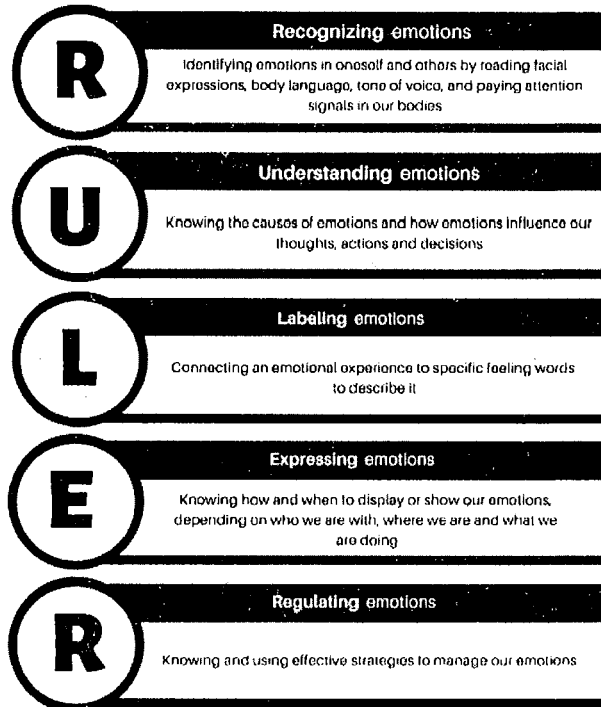 R
Recognizing emotions
Identifying emotions in oneself and others by reading facial
expressions, body language, tone of voice, and paying attention
signals in our bodies
U
Understanding emotions
Knowing the causes of emotions and how emotions influence our
thoughts, actions and decisions
L
Labeling emotions
Connecting an emotional experience to specific feeling words
to describe it
E
Expressing emotions
Knowing how and when to display or show our emotions,
depending on who we are with, where we are and what we
are doing
R
Regulating emotions
Knowing and using effective strategies to manage our emotions